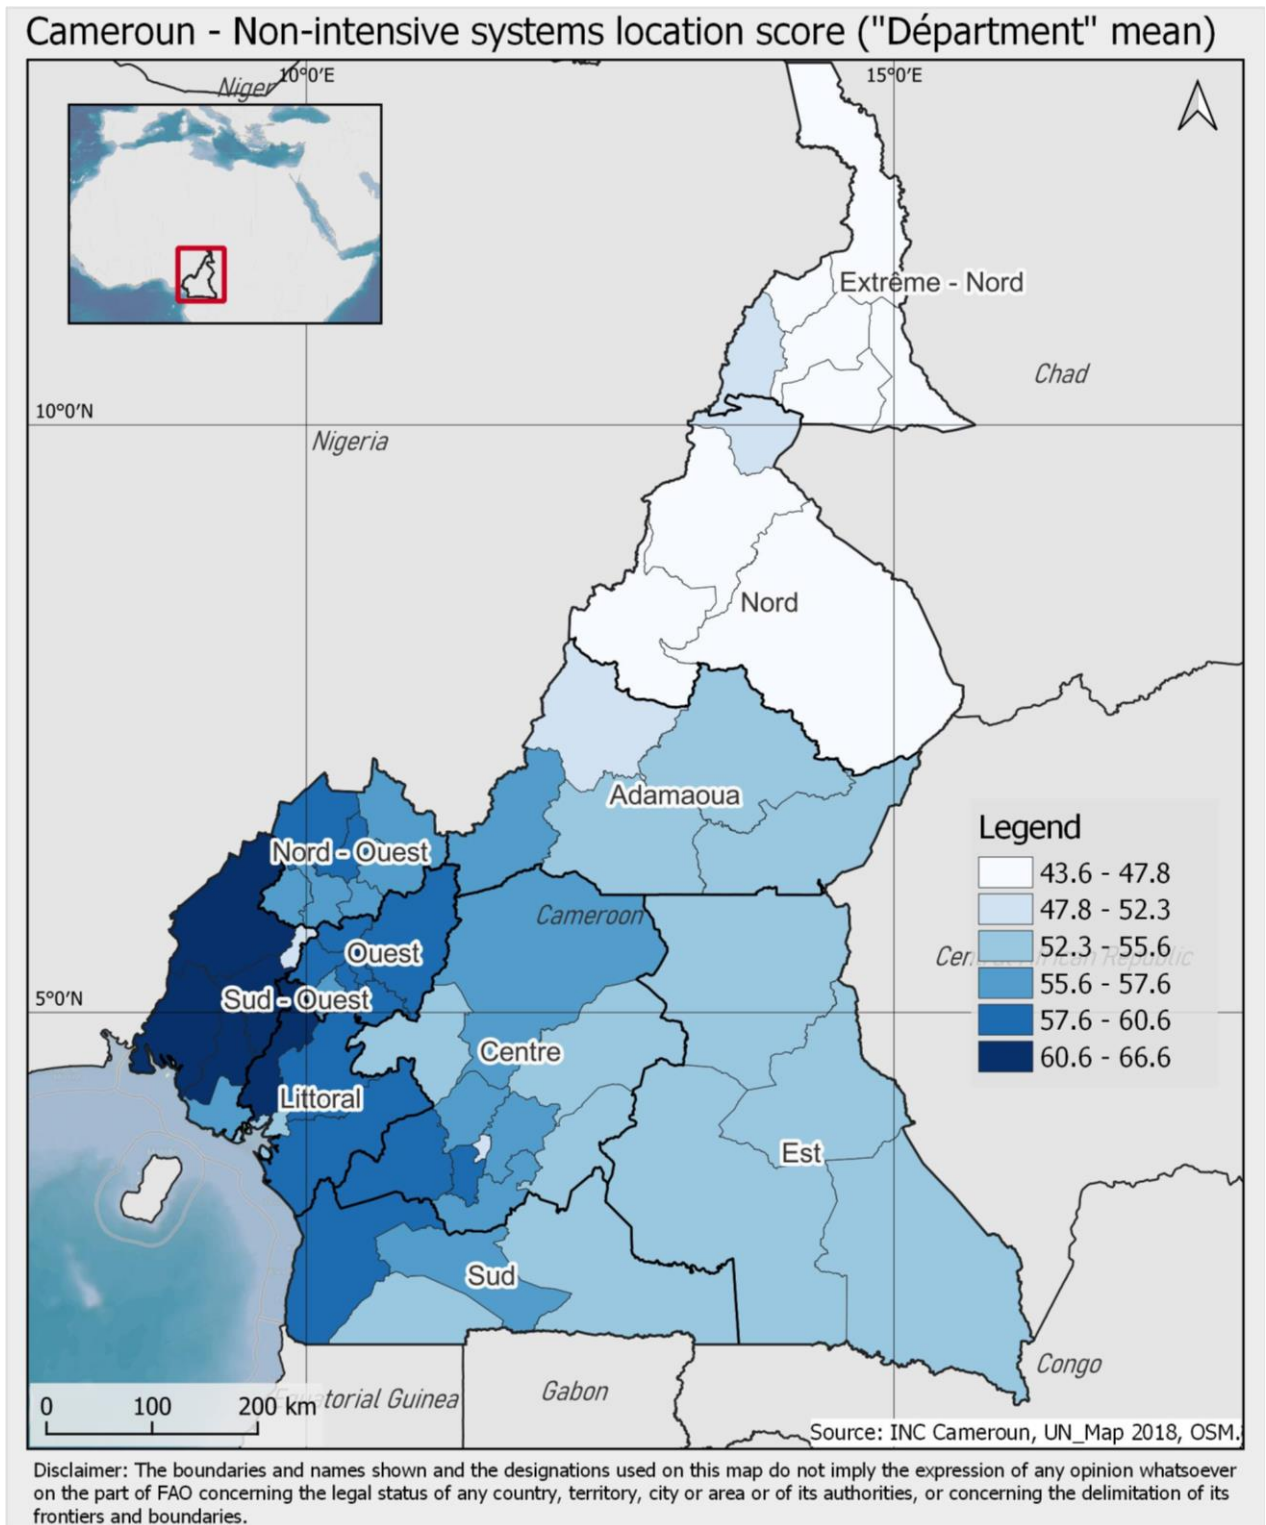 Cameroun - Non-intensive systems location score ("Départment" mean)
Niger
10°0′E
15°0′E
Extrême - Nord
Chad
10°0′N
Nigeria
Nord
Adamaoua
Legend
43.6 - 47.8
47.8 - 52.3
52.3 - 55.6
55.6 - 57.6
57.6 - 60.6
60.6 - 66.6
Nord - Ouest
Cameroon
Ouest
Central African Republic
5°0′N
Sud - Ouest
Centre
Littoral
Est
Sud
Congo
Equatorial Guinea
Gabon
0 100 200 km
Source: INC Cameroun, UN_Map 2018, OSM.
Disclaimer: The boundaries and names shown and the designations used on this map do not imply the expression of any opinion whatsoever
on the part of FAO concerning the legal status of any country, territory, city or area or of its authorities, or concerning the delimitation of its
frontiers and boundaries.